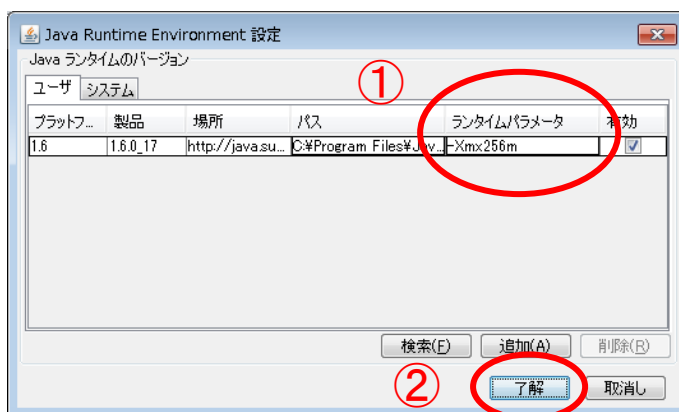 Java Runtime Environment 設定
Java ランタイムのバージョン
ユーザ システム
①
プラットフ... 製品 場所 パス ランタイムパラメータ 有効
1.6 1.6.0_17 http://java.su... C:¥Program Files¥Jav... -Xmx256m
検索(F) 追加(A) 削除(R)
②
了解 取消し